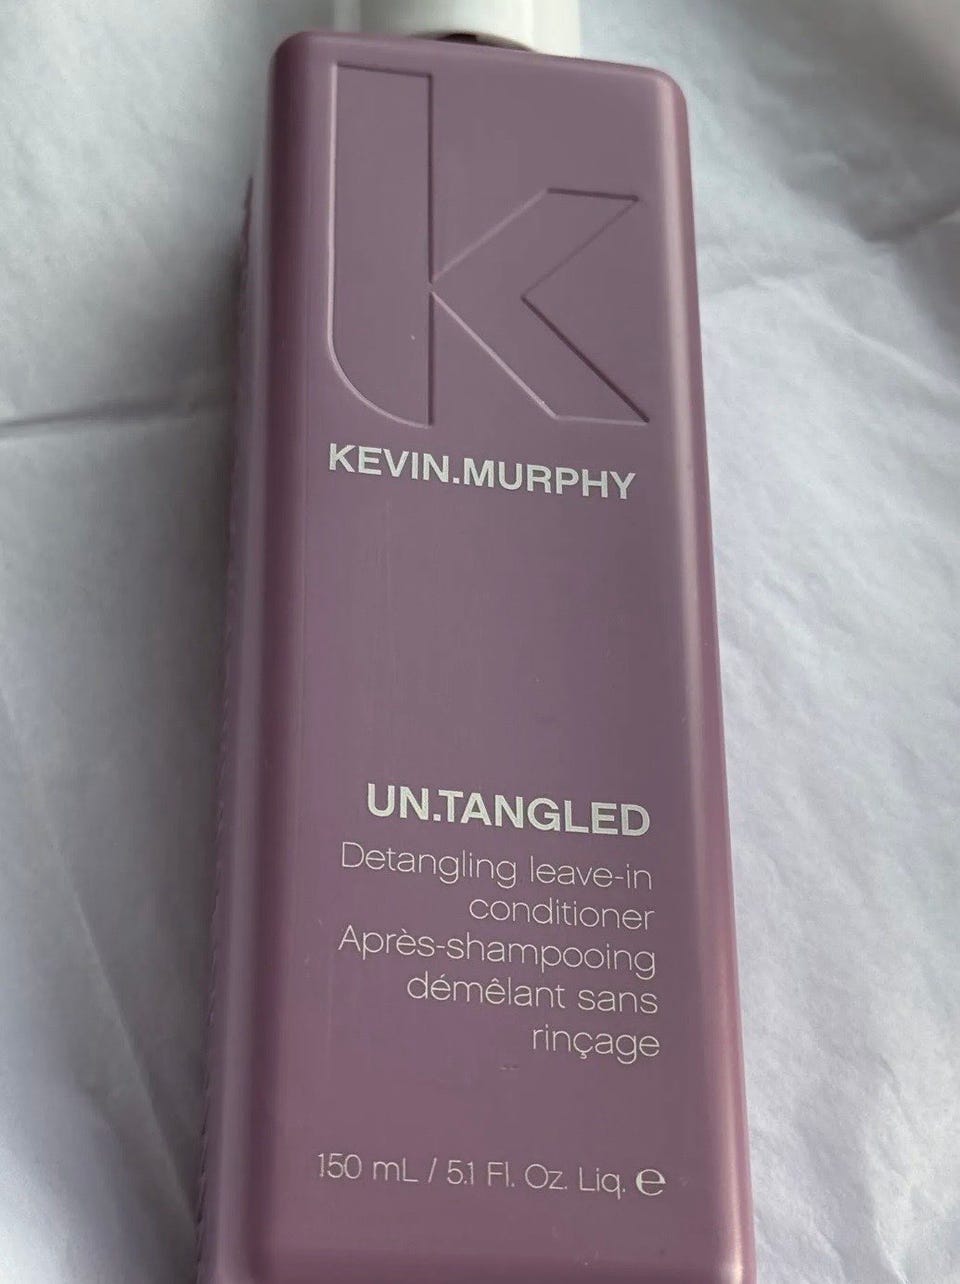 k
KEVIN.MURPHY
UN.TANGLED
Detangling leave-in
conditioner
Après-shampooing
démêlant sans
rinçage
150 mL / 5.1 Fl. Oz. Liq. ℮